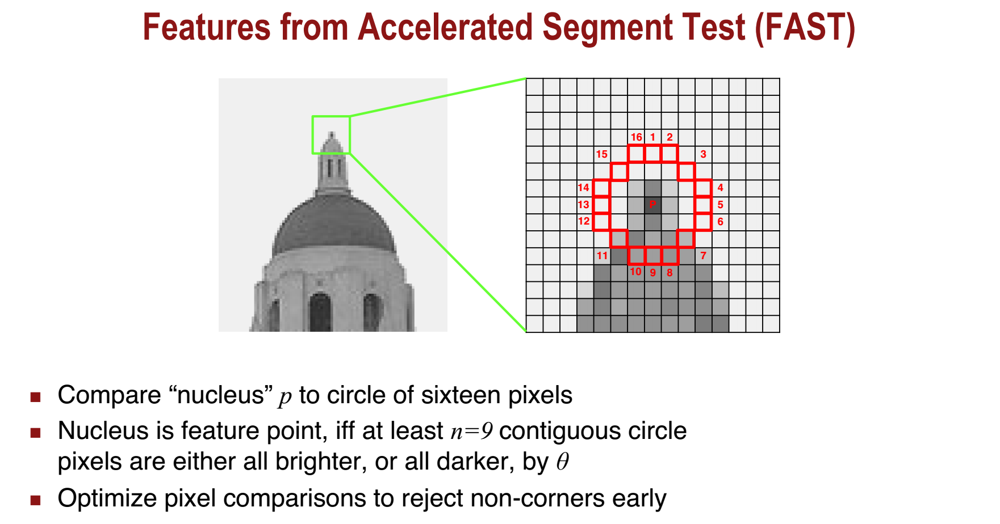 Features from Accelerated Segment Test (FAST)
16 1 2
15 3
14 4
13 P 5
12 6
11 7
10 9 8
■ Compare “nucleus” p to circle of sixteen pixels
■ Nucleus is feature point, iff at least n=9 contiguous circle
pixels are either all brighter, or all darker, by θ
■ Optimize pixel comparisons to reject non-corners early